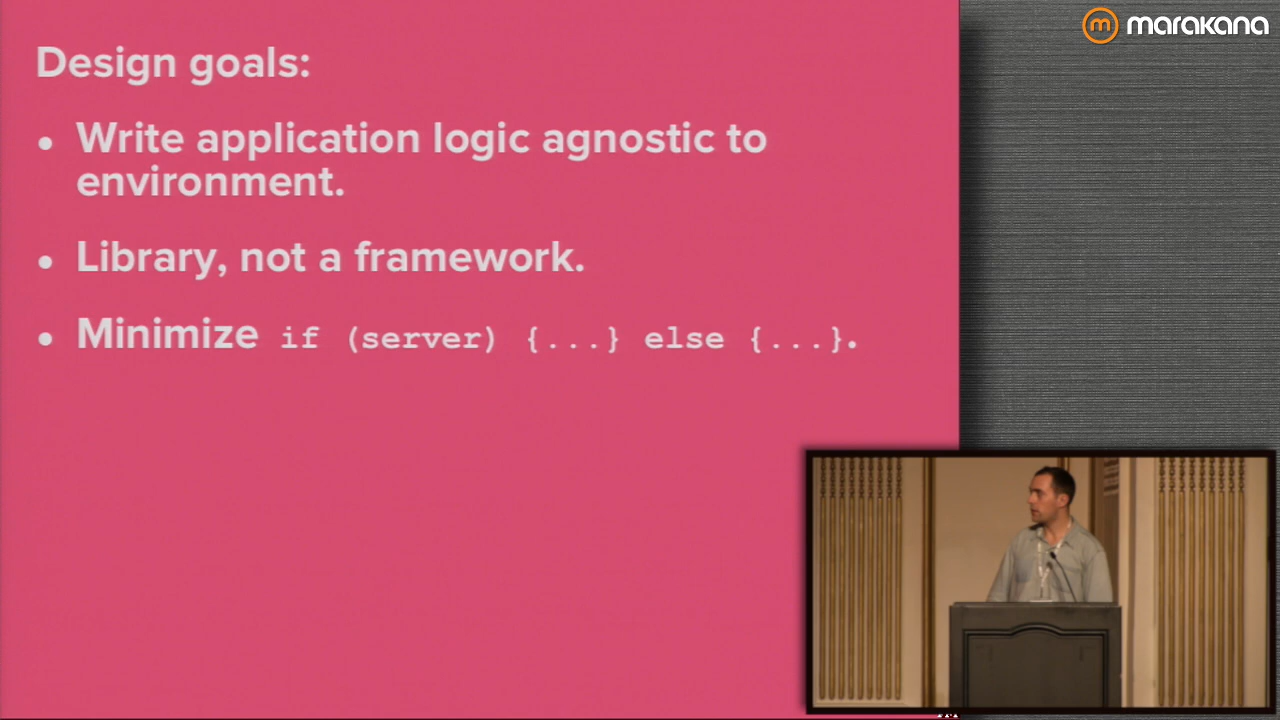 marakana
Design goals:
• Write application logic agnostic to
environment.
• Library, not a framework.
• Minimize if (server) {...} else {...}.